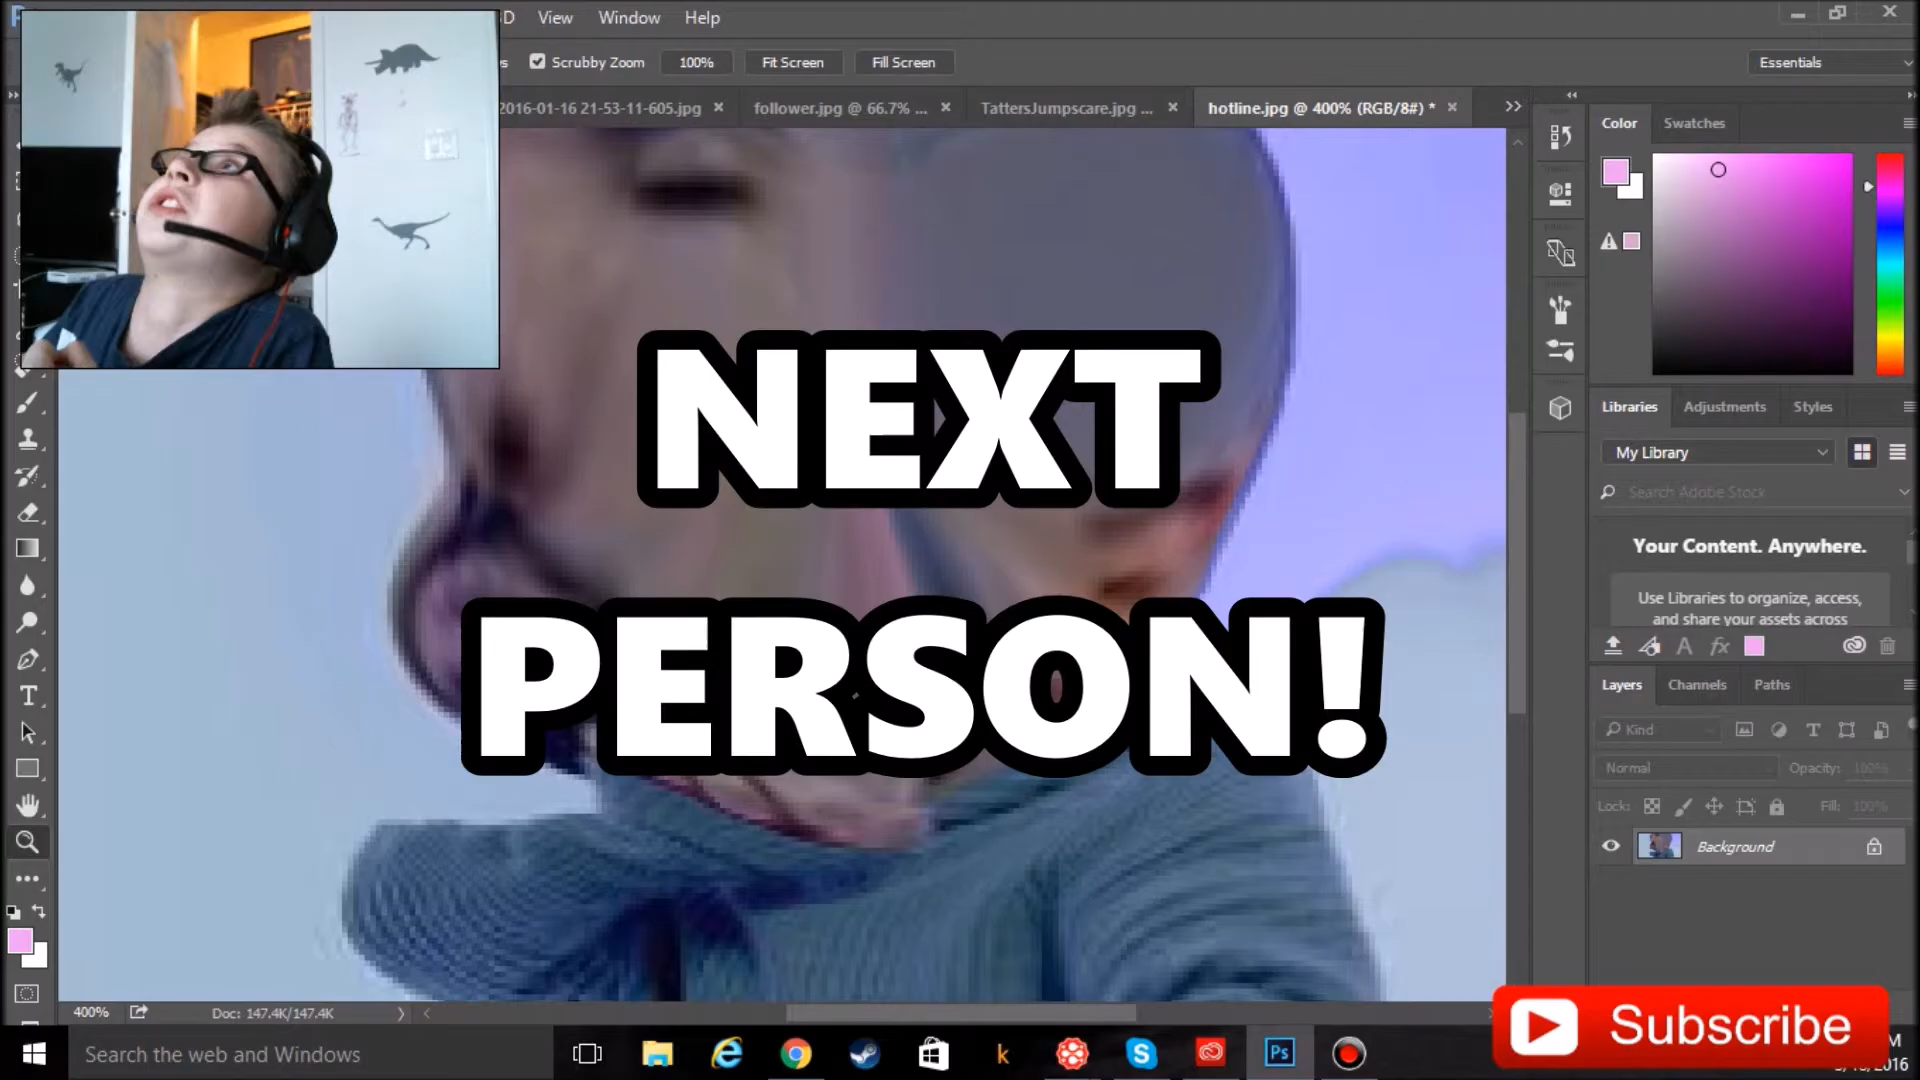 View Window Help
Scrubby Zoom 100% Fit Screen Fill Screen Essentials
2016-01-16 21-53-11-605.jpg follower.jpg @ 66.7% ... TattersJumpscare.jpg ... hotline.jpg @ 400% (RGB/8#) *
Color Swatches
NEXT
PERSON!
Libraries Adjustments Styles
My Library
Search Adobe Stock
Your Content. Anywhere.
Use Libraries to organize, access,
and share your assets across
Layers Channels Paths
Kind
Normal Opacity: 100%
Lock: Fill: 100%
Background
400% Doc: 147.4K/147.4K
Subscribe
Search the web and Windows